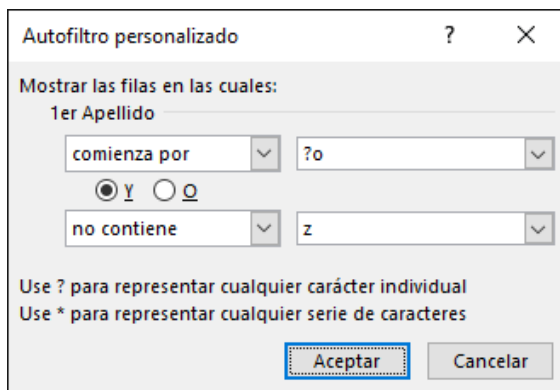 Autofiltro personalizado ? ×
Mostrar las filas en las cuales:
1er Apellido
comienza por ?o
Y O
no contiene z
Use ? para representar cualquier carácter individual
Use * para representar cualquier serie de caracteres
Aceptar Cancelar